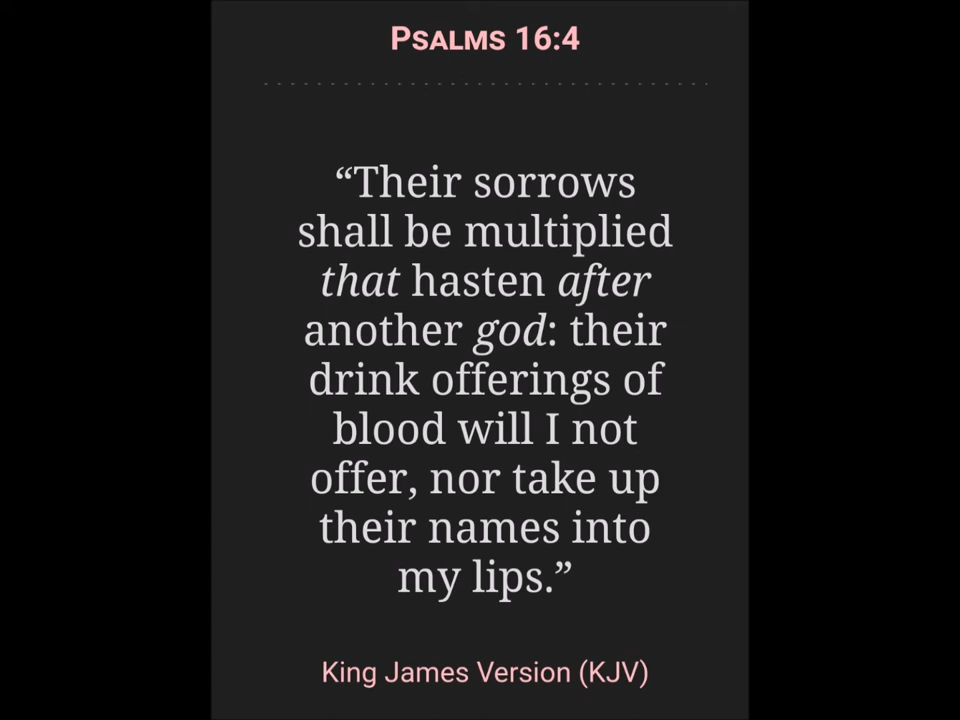 Psalms 16:4
“Their sorrows
shall be multiplied
that hasten after
another god: their
drink offerings of
blood will I not
offer, nor take up
their names into
my lips.”
King James Version (KJV)